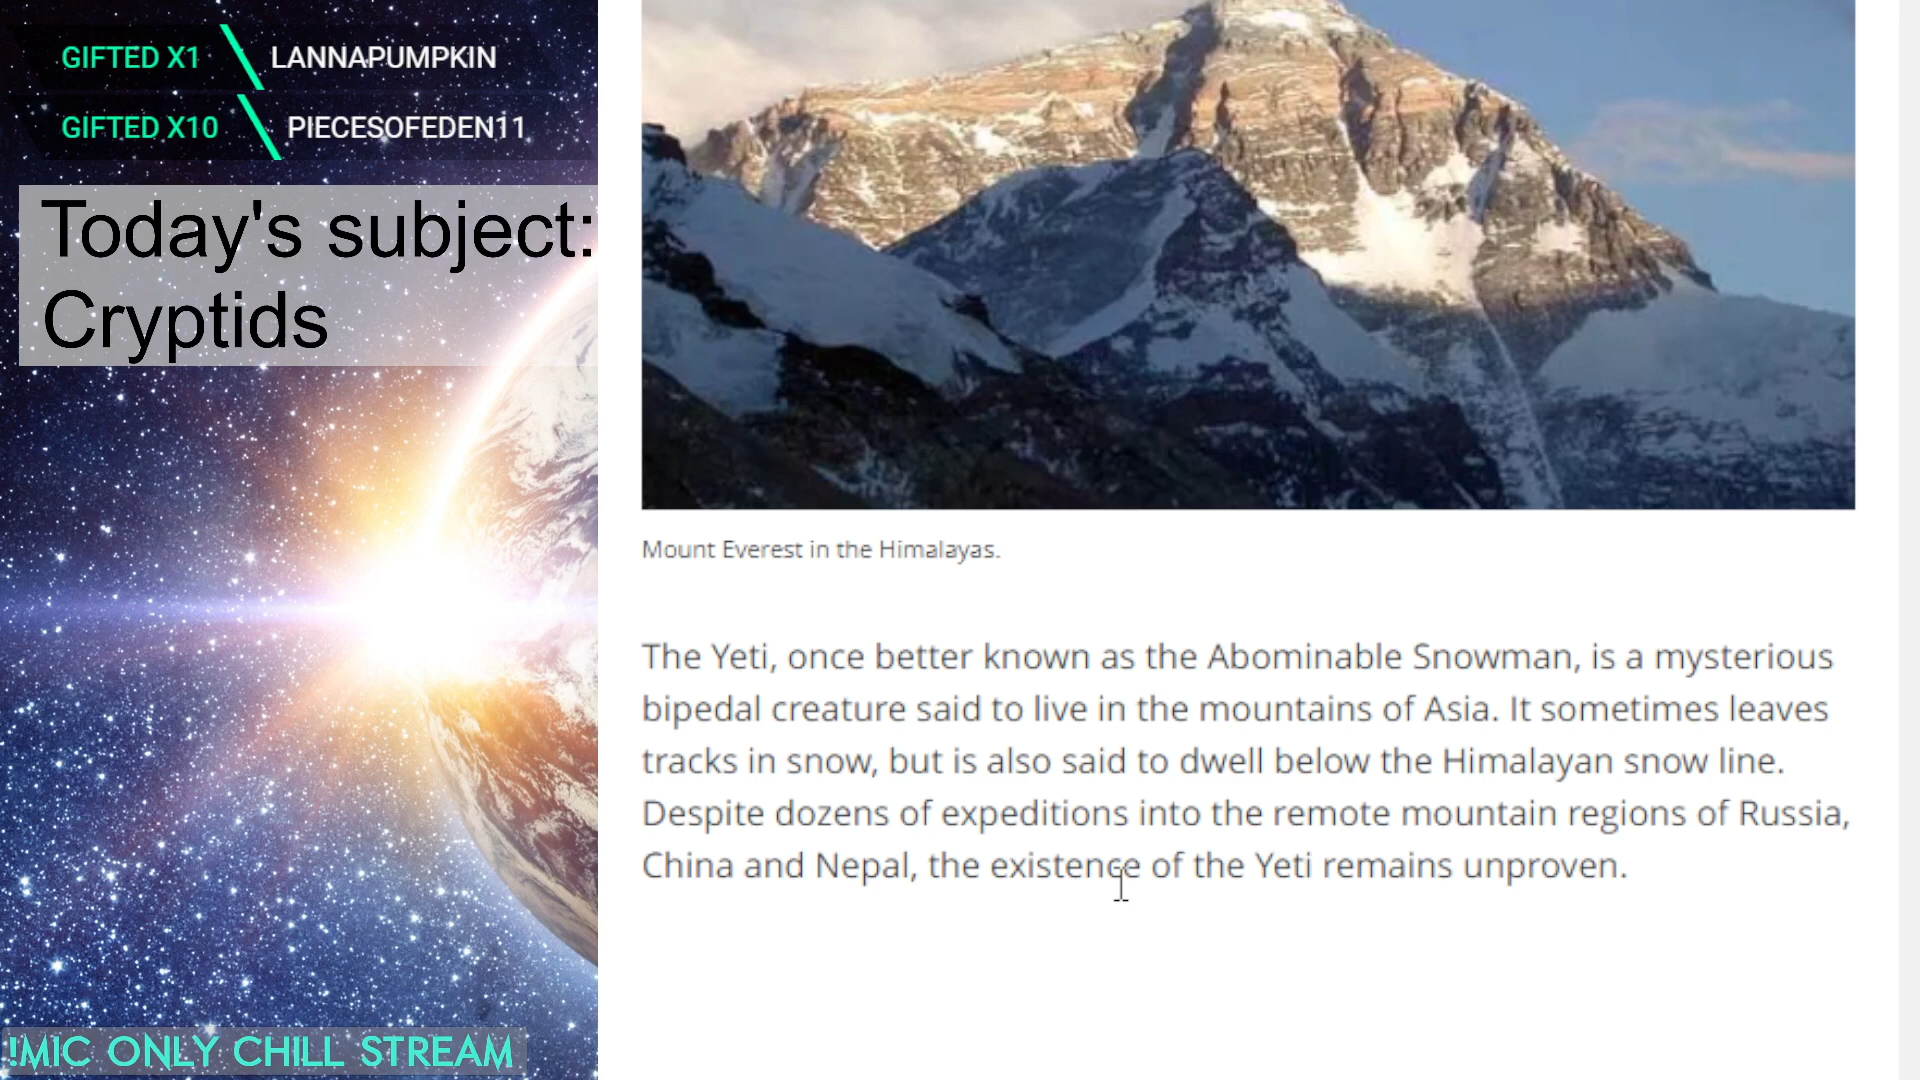 GIFTED X1 LANNAPUMPKIN
GIFTED X10 PIECESOFEDEN11
Today's subject:
Cryptids
!MIC ONLY CHILL STREAM
Mount Everest in the Himalayas.
The Yeti, once better known as the Abominable Snowman, is a mysterious
bipedal creature said to live in the mountains of Asia. It sometimes leaves
tracks in snow, but is also said to dwell below the Himalayan snow line.
Despite dozens of expeditions into the remote mountain regions of Russia,
China and Nepal, the existence of the Yeti remains unproven.